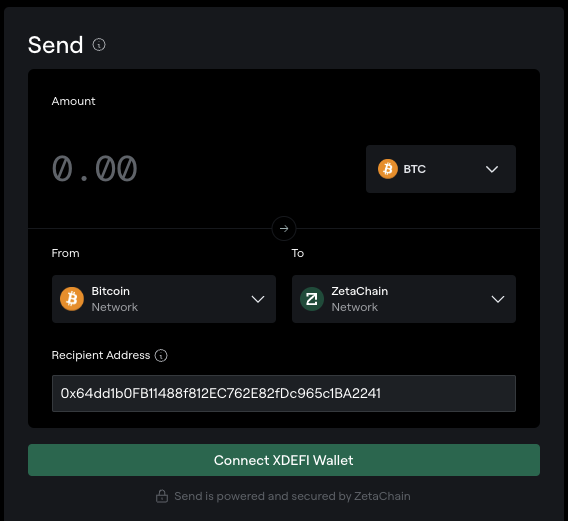 Send
Amount
0.00
BTC
From
To
Bitcoin
Network
ZetaChain
Network
Recipient Address
0x64dd1b0FB11488f812EC762E82fDc965c1BA2241
Connect XDEFI Wallet
Send is powered and secured by ZetaChain